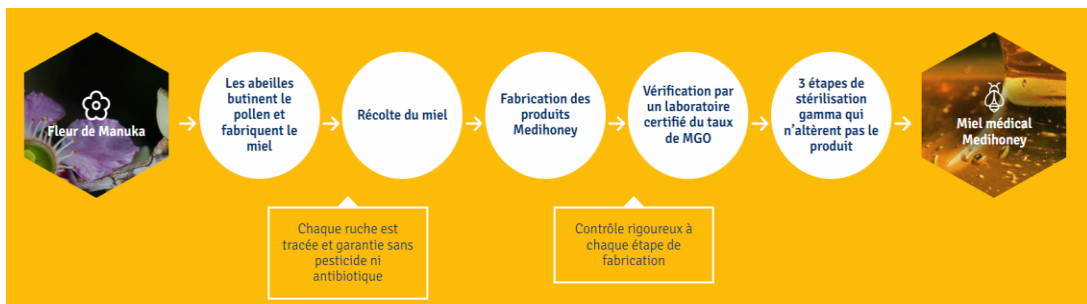 Fleur de Manuka
Les abeilles
butinent le
pollen et
fabriquent le
miel
Récolte du miel
Fabrication des
produits
Medihoney
Vérification par
un laboratoire
certifié du taux
de MGO
3 étapes de
stérilisation
gamma qui
n'altèrent pas le
produit
Miel médical
Medihoney
Chaque ruche est
tracée et garantie sans
pesticide ni
antibiotique
Contrôle rigoureux à
chaque étape de
fabrication